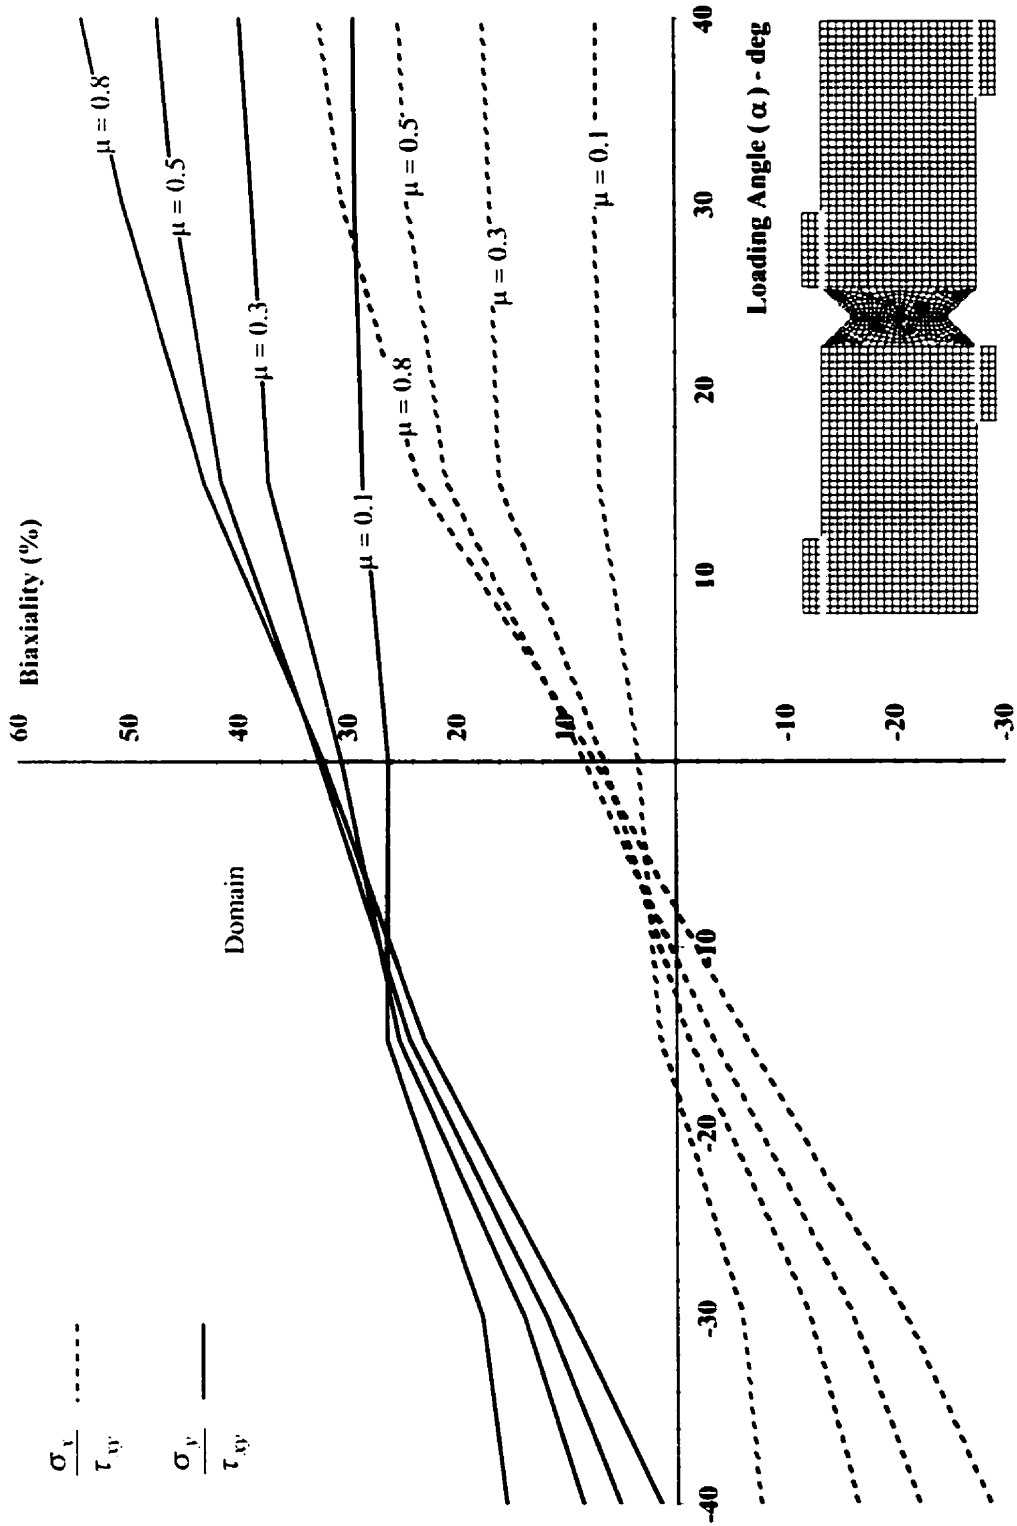 σx
τxy
σy
τxy
Domain
Biaxiality (%)
60
50
40
30
20
10
-10
-20
-30
-40
-30
-20
-10
10
20
30
40
μ = 0.8
μ = 0.5
μ = 0.3
μ = 0.1
μ = 0.8
μ = 0.5
μ = 0.3
μ = 0.1
Loading Angle ( α ) - deg